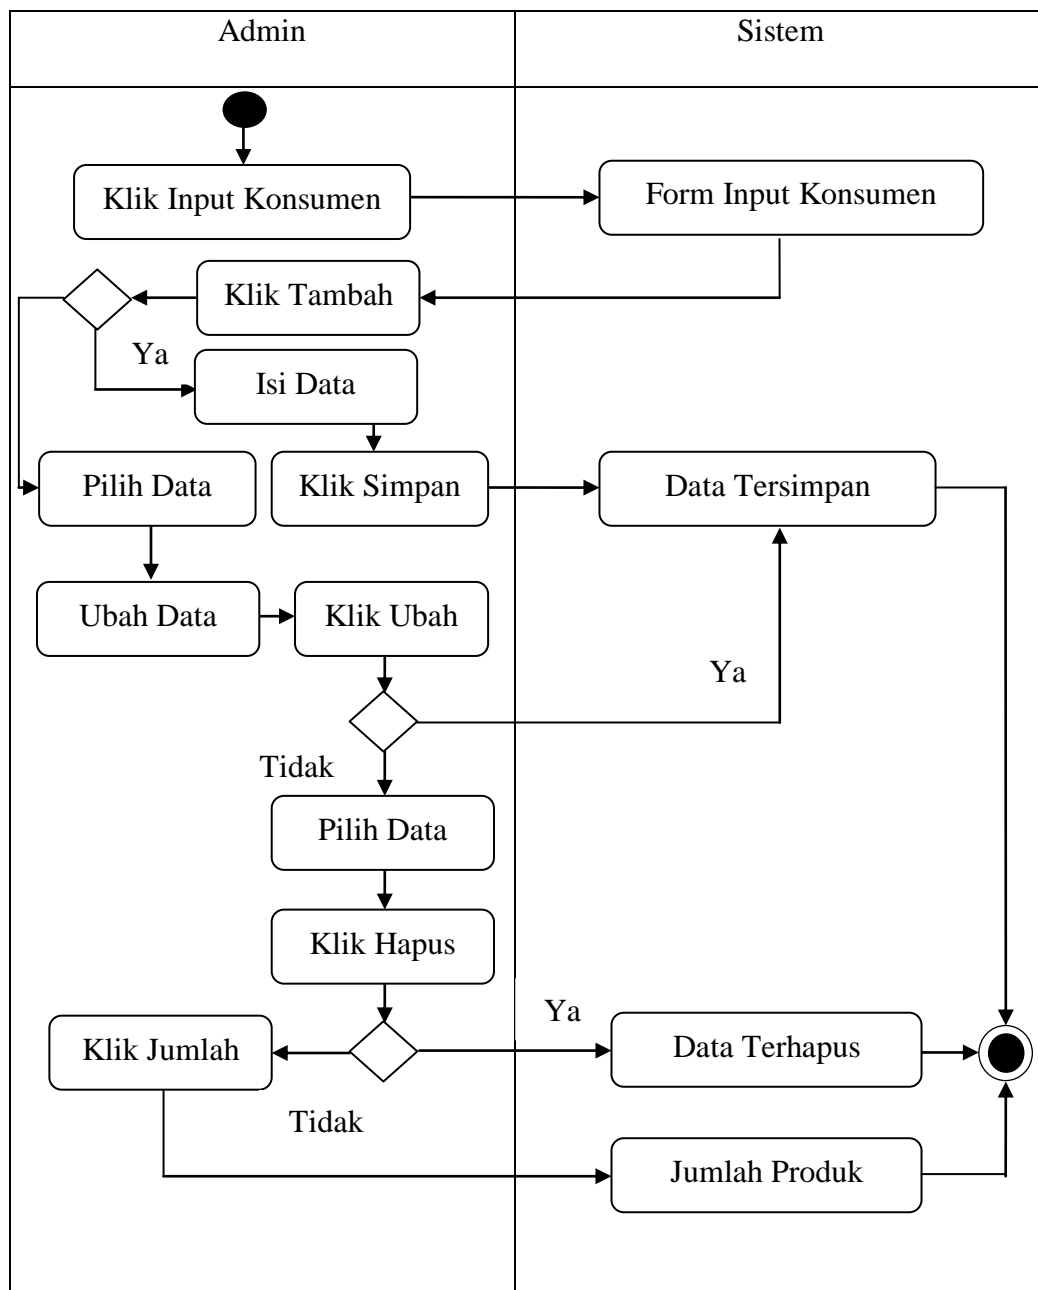 Admin
Sistem
Klik Input Konsumen
Form Input Konsumen
Klik Tambah
Ya
Isi Data
Pilih Data
Klik Simpan
Data Tersimpan
Ubah Data
Klik Ubah
Ya
Tidak
Pilih Data
Klik Hapus
Ya
Klik Jumlah
Data Terhapus
Tidak
Jumlah Produk